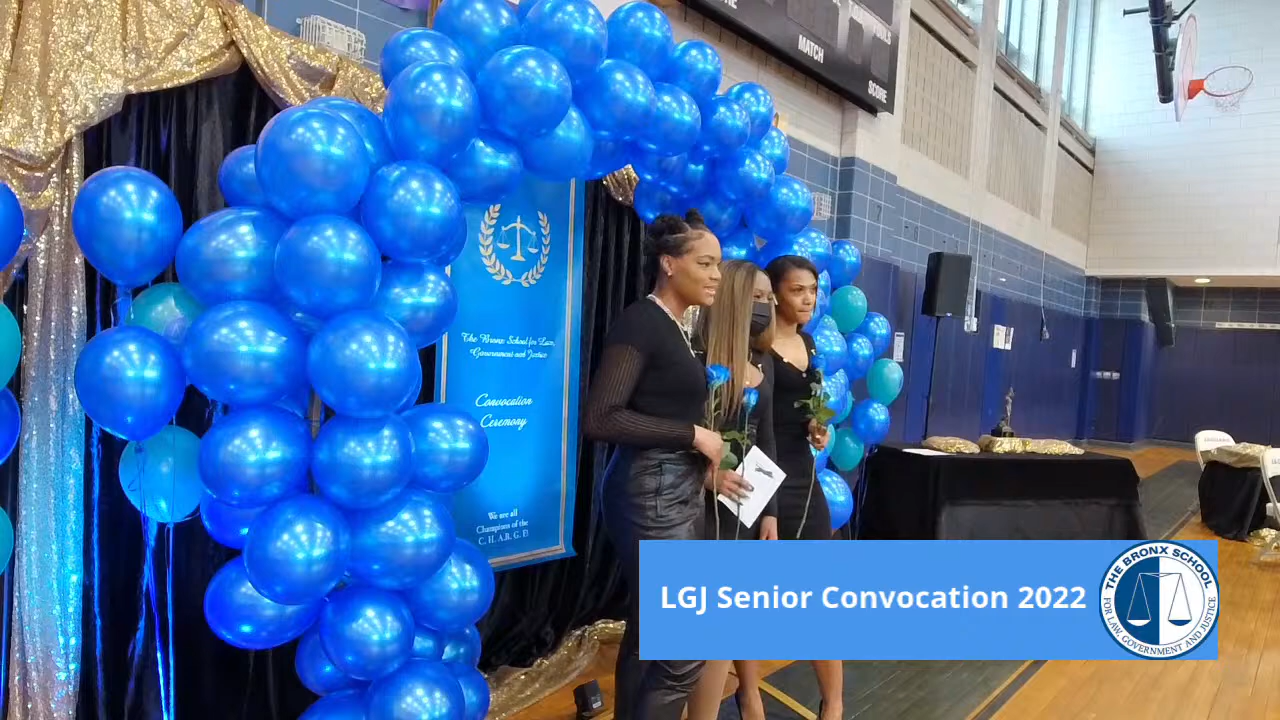 MATCH
SCORE
The Bronx School for Law,
Government and Justice
Convocation
Ceremony
We are all
Champions of the
C. H. A. R. G. E!
LGJ Senior Convocation 2022
THE BRONX SCHOOL
FOR LAW, GOVERNMENT AND JUSTICE